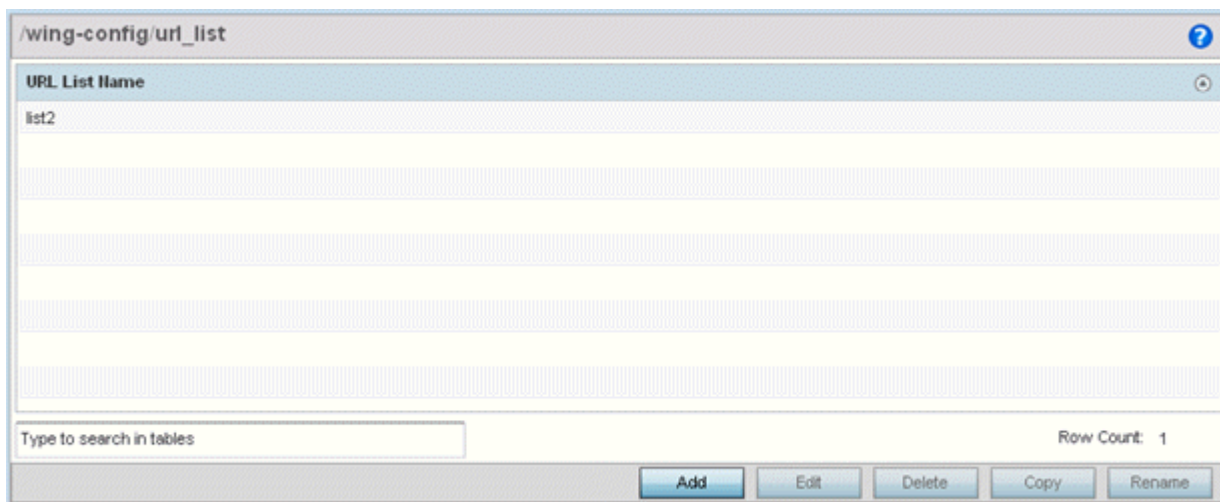 /wing-config/url_list
?
URL List Name
list2
Type to search in tables
Row Count: 1
Add Edit Delete Copy Rename